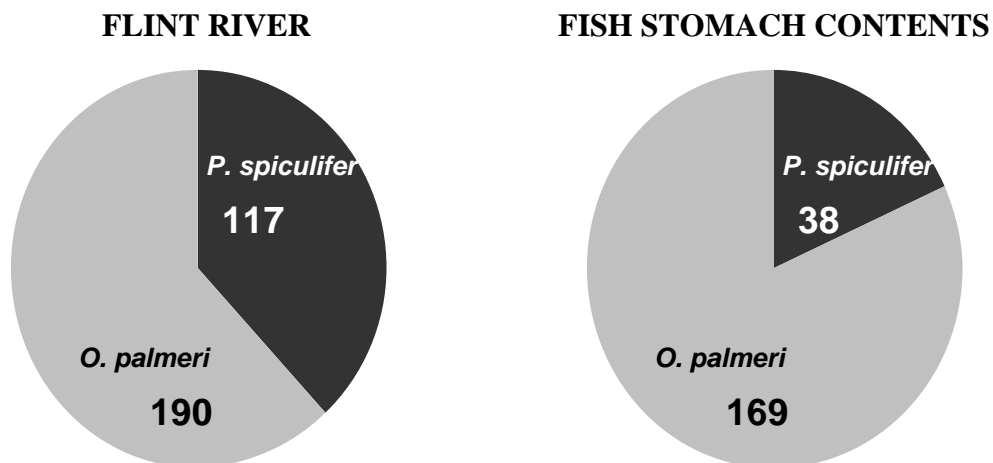 FLINT RIVER
P. spiculifer
117
O. palmeri
190
FISH STOMACH CONTENTS
P. spiculifer
38
O. palmeri
169